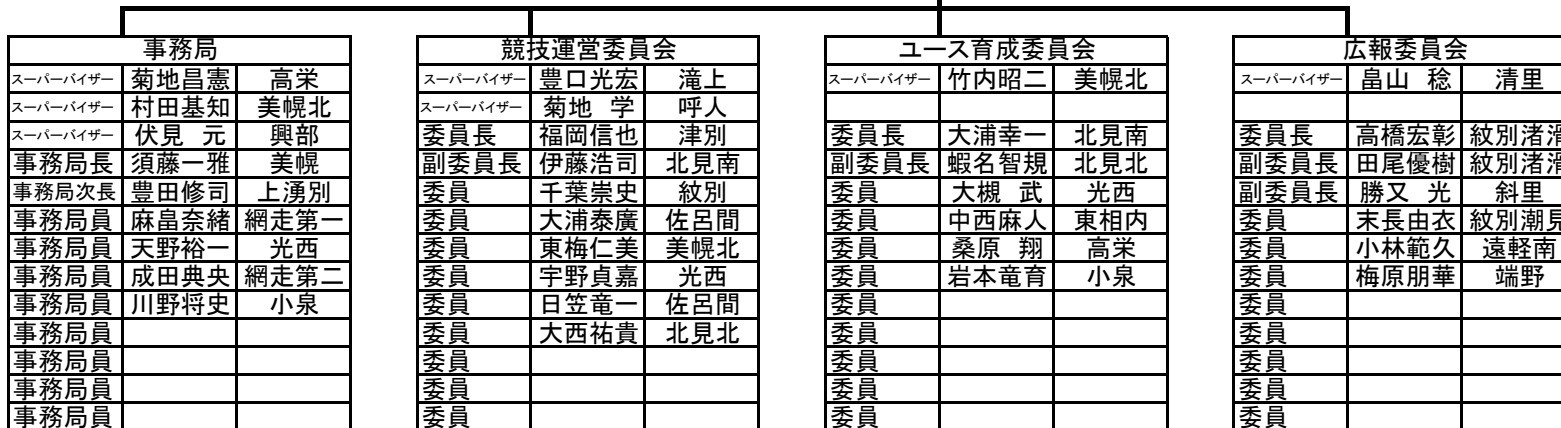 事務局
スーパーバイザー 菊地昌憲 高栄
スーパーバイザー 村田基知 美幌北
スーパーバイザー 伏見 元 興部
事務局長 須藤一雅 美幌
事務局次長 豊田修司 上湧別
事務局員 麻畠奈緒 網走第一
事務局員 天野裕一 光西
事務局員 成田典央 網走第二
事務局員 川野将史 小泉
事務局員
事務局員
事務局員
事務局員
競技運営委員会
スーパーバイザー 豊口光宏 滝上
スーパーバイザー 菊地 学 呼人
委員長 福岡信也 津別
副委員長 伊藤浩司 北見南
委員 千葉崇史 紋別
委員 大浦泰廣 佐呂間
委員 東梅仁美 美幌北
委員 宇野貞嘉 光西
委員 日笠竜一 佐呂間
委員 大西祐貴 北見北
委員
委員
委員
ユース育成委員会
スーパーバイザー 竹内昭二 美幌北
委員長 大浦幸一 北見南
副委員長 蝦名智規 北見北
委員 大槻 武 光西
委員 中西麻人 東相内
委員 桑原 翔 高栄
委員 岩本竜育 小泉
委員
委員
委員
委員
委員
広報委員会
スーパーバイザー 畠山 稔 清里
委員長 高橋宏彰 紋別渚滑
副委員長 田尾優樹 紋別渚滑
副委員長 勝又 光 斜里
委員 末長由衣 紋別潮見
委員 小林範久 遠軽南
委員 梅原朋華 端野
委員
委員
委員
委員
委員